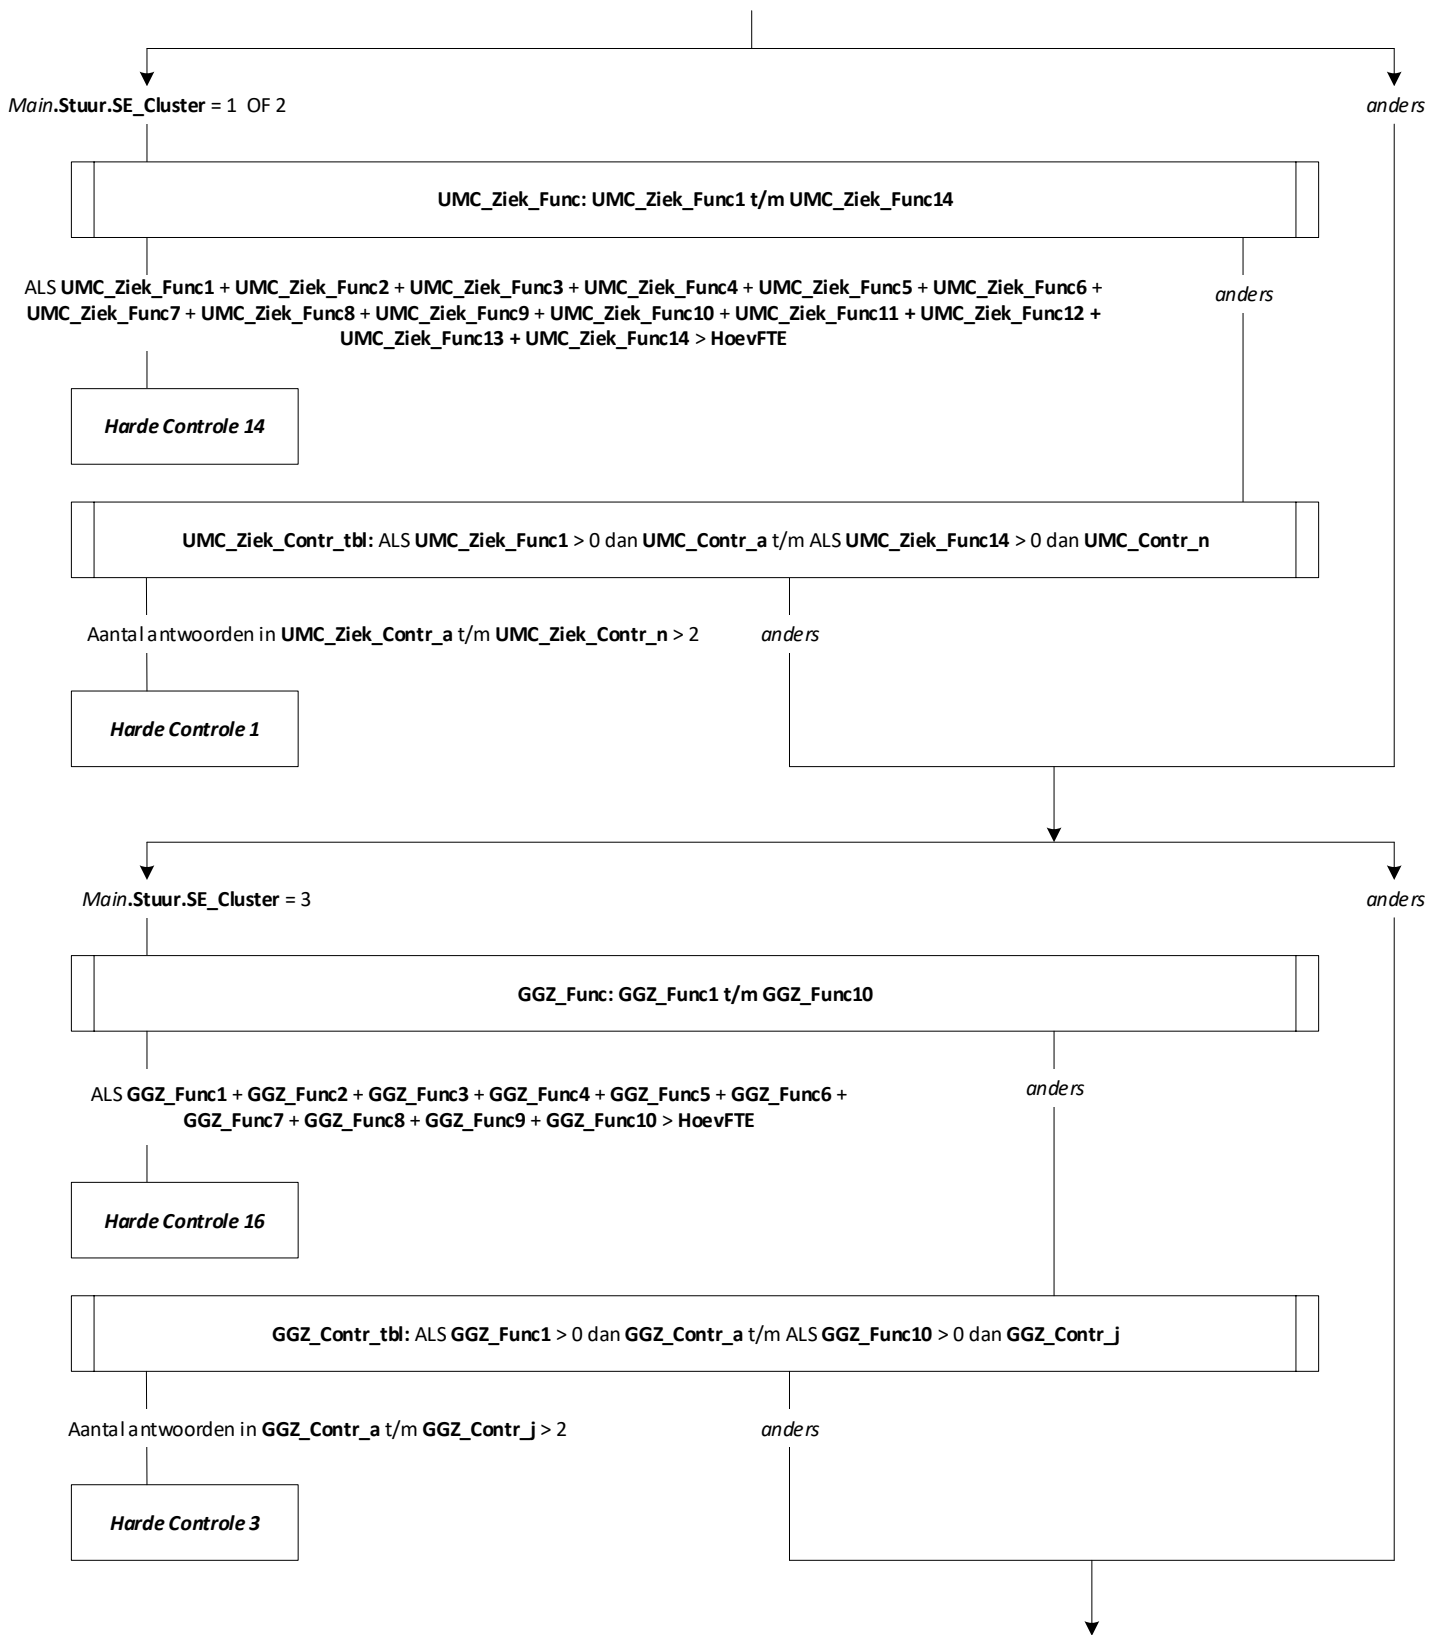 Main.Stuur.SE_Cluster = 1 OF 2
anders
UMC_Ziek_Func: UMC_Ziek_Func1 t/m UMC_Ziek_Func14
ALS UMC_Ziek_Func1 + UMC_Ziek_Func2 + UMC_Ziek_Func3 + UMC_Ziek_Func4 + UMC_Ziek_Func5 + UMC_Ziek_Func6 +
UMC_Ziek_Func7 + UMC_Ziek_Func8 + UMC_Ziek_Func9 + UMC_Ziek_Func10 + UMC_Ziek_Func11 + UMC_Ziek_Func12 +
UMC_Ziek_Func13 + UMC_Ziek_Func14 > HoevFTE
anders
Harde Controle 14
UMC_Ziek_Contr_tbl: ALS UMC_Ziek_Func1 > 0 dan UMC_Contr_a t/m ALS UMC_Ziek_Func14 > 0 dan UMC_Contr_n
Aantal antwoorden in UMC_Ziek_Contr_a t/m UMC_Ziek_Contr_n > 2
anders
Harde Controle 1
Main.Stuur.SE_Cluster = 3
anders
GGZ_Func: GGZ_Func1 t/m GGZ_Func10
ALS GGZ_Func1 + GGZ_Func2 + GGZ_Func3 + GGZ_Func4 + GGZ_Func5 + GGZ_Func6 +
GGZ_Func7 + GGZ_Func8 + GGZ_Func9 + GGZ_Func10 > HoevFTE
anders
Harde Controle 16
GGZ_Contr_tbl: ALS GGZ_Func1 > 0 dan GGZ_Contr_a t/m ALS GGZ_Func10 > 0 dan GGZ_Contr_j
Aantal antwoorden in GGZ_Contr_a t/m GGZ_Contr_j > 2
anders
Harde Controle 3